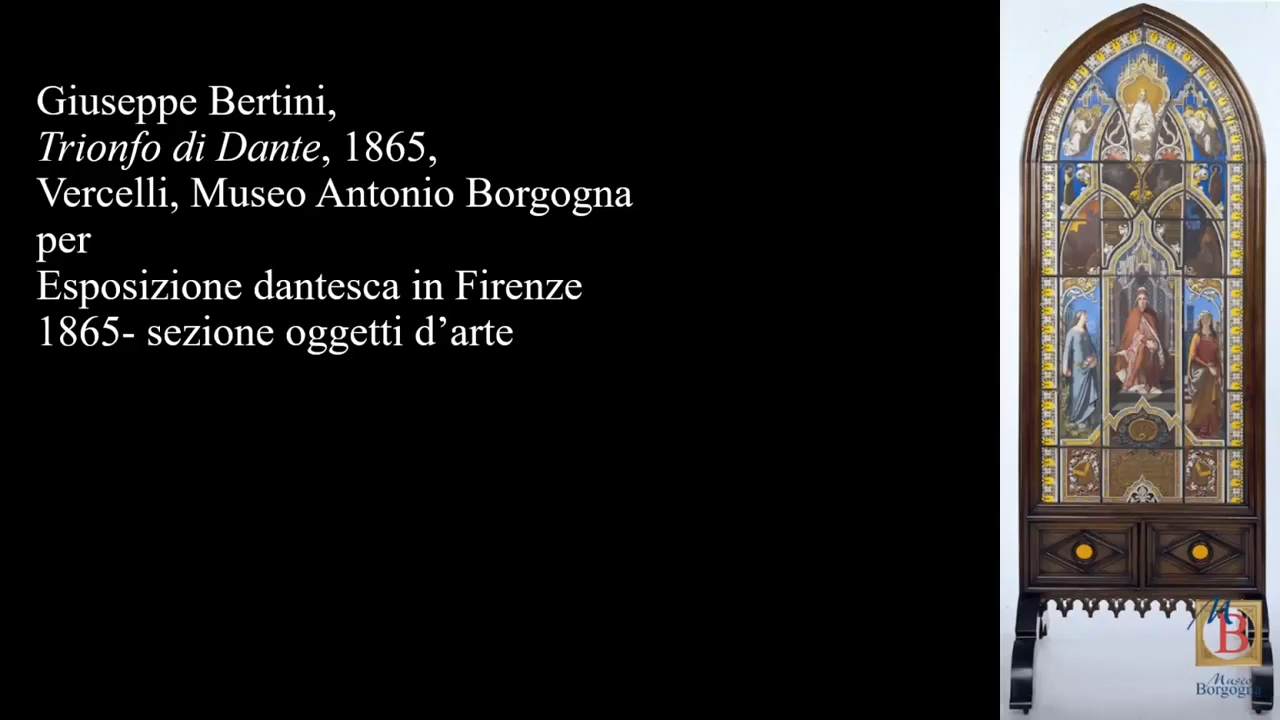 Giuseppe Bertini,
Trionfo di Dante, 1865,
Vercelli, Museo Antonio Borgogna
per
Esposizione dantesca in Firenze
1865- sezione oggetti d’arte
M
B
Museo
Borgogna